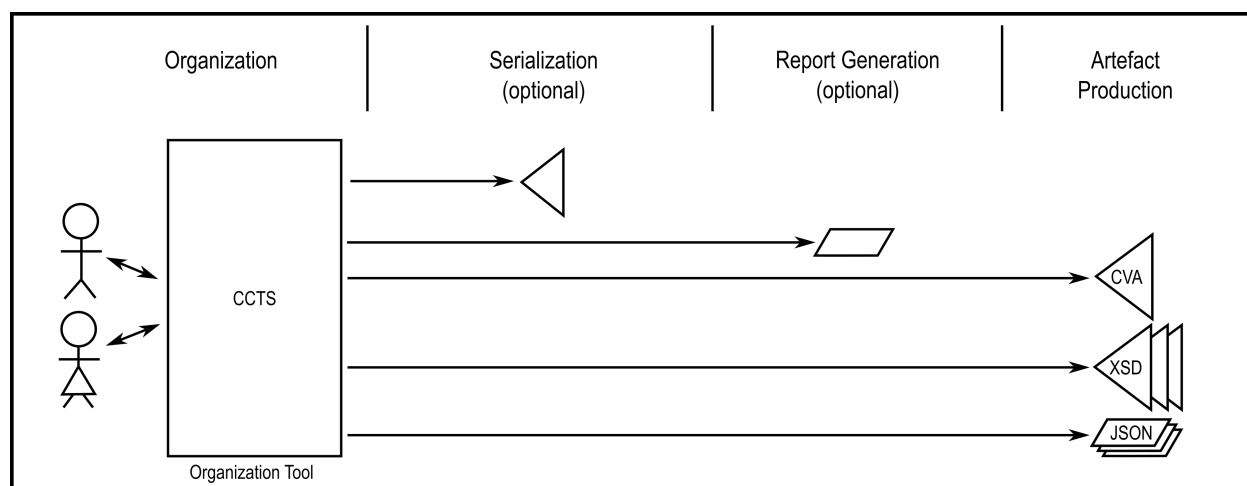 Organization
Serialization
(optional)
Report Generation
(optional)
Artefact
Production
CCTS
CVA
XSD
JSON
Organization Tool